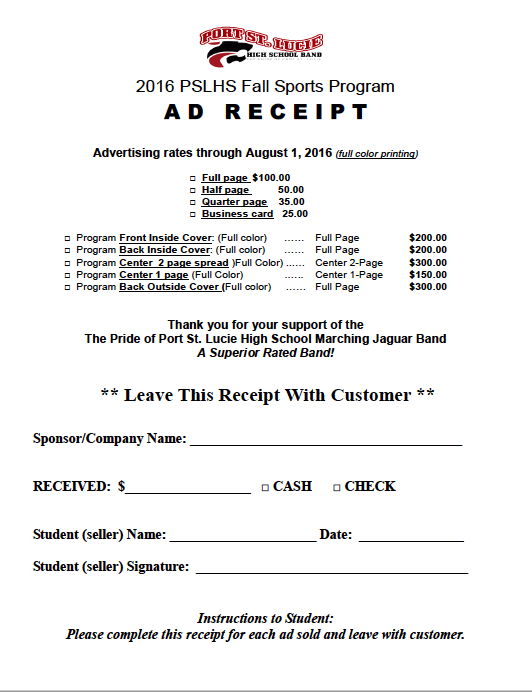 PORT ST. LUCIE
HIGH SCHOOL BAND
2016 PSLHS Fall Sports Program
AD RECEIPT
Advertising rates through August 1, 2016 (full color printing)
□ Full page $100.00
□ Half page 50.00
□ Quarter page 35.00
□ Business card 25.00
□ Program Front Inside Cover: (Full color) ...... Full Page $200.00
□ Program Back Inside Cover: (Full color) ...... Full Page $200.00
□ Program Center 2 page spread )Full Color) ...... Center 2-Page $300.00
□ Program Center 1 page (Full Color) ...... Center 1-Page $150.00
□ Program Back Outside Cover (Full color) ...... Full Page $300.00
Thank you for your support of the
The Pride of Port St. Lucie High School Marching Jaguar Band
A Superior Rated Band!
** Leave This Receipt With Customer **
Sponsor/Company Name: ______________________________________
RECEIVED: $__________________ □ CASH □ CHECK
Student (seller) Name: _____________________ Date: _______________
Student (seller) Signature: ______________________________________
Instructions to Student:
Please complete this receipt for each ad sold and leave with customer.